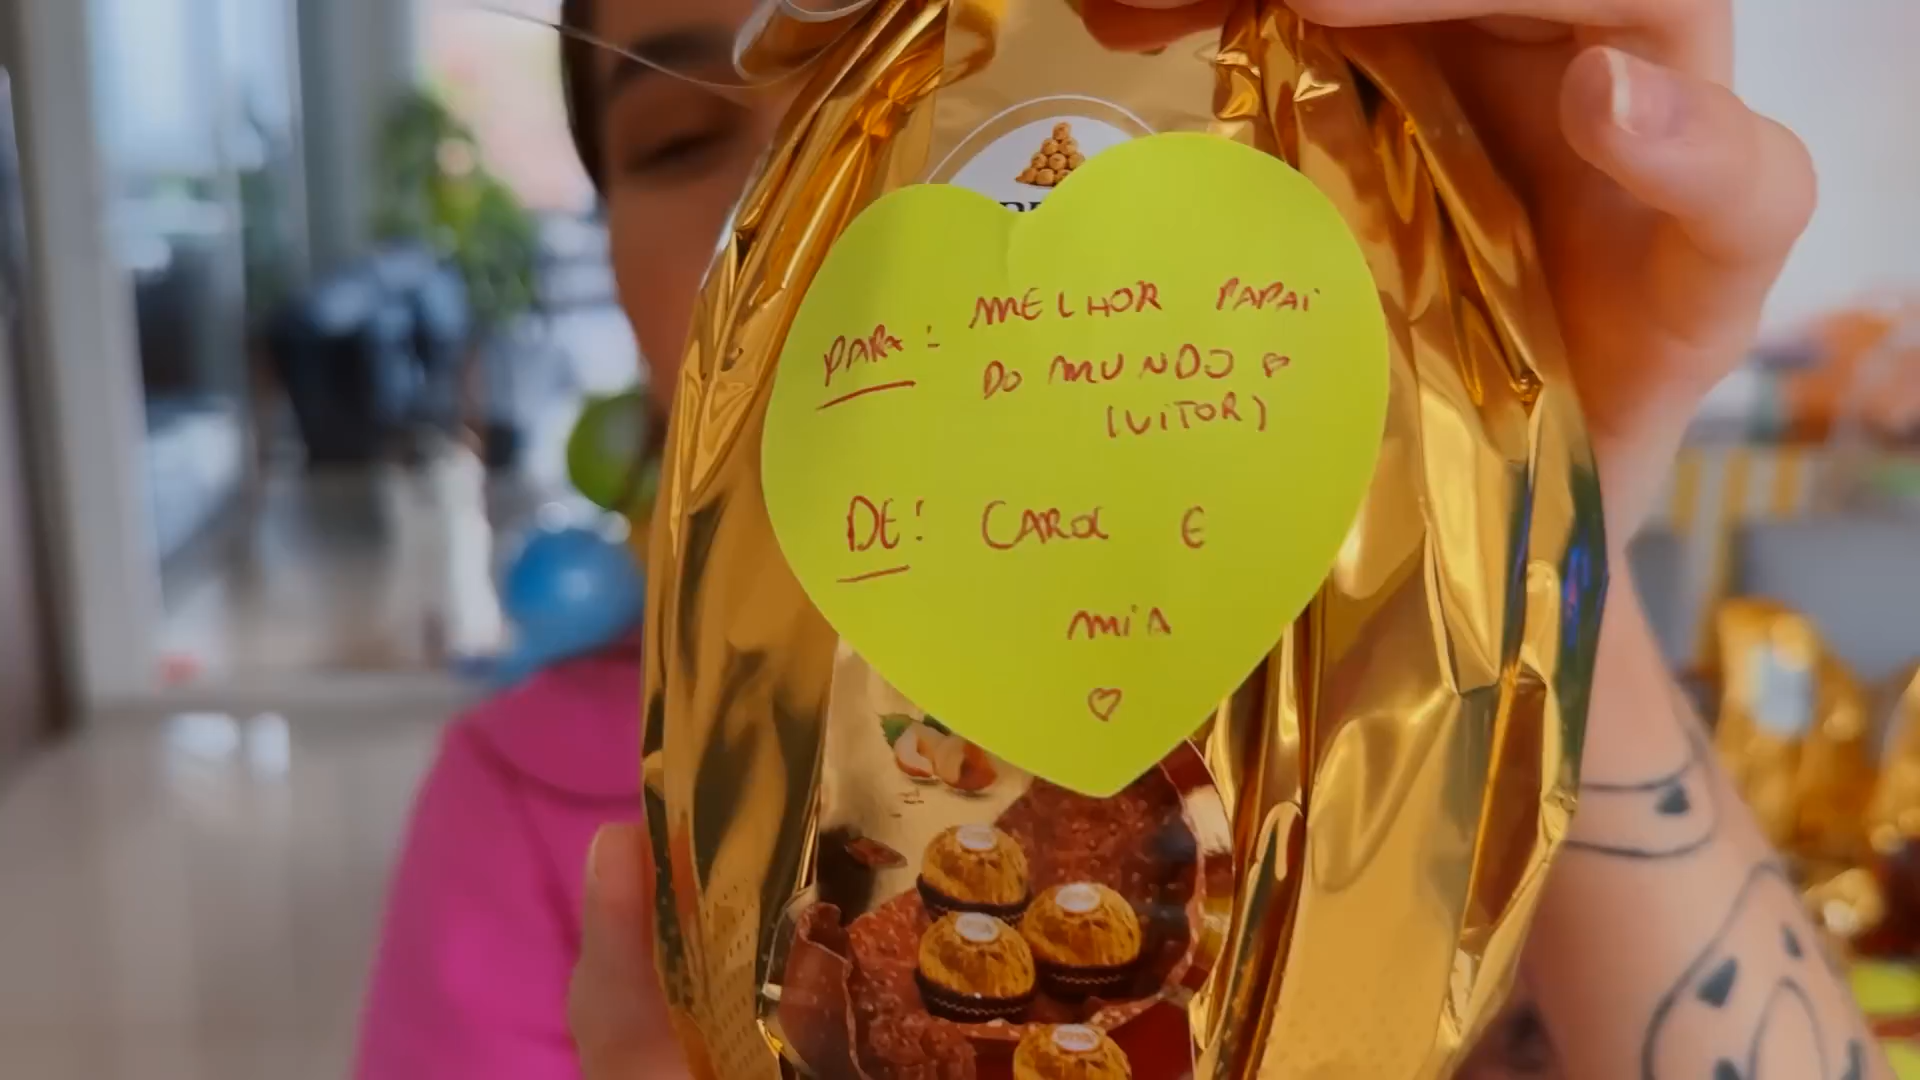 PARA: MELHOR PAPAI
DO MUNDO ♡
(VITOR)
DE: CAROL E
MIA
♡